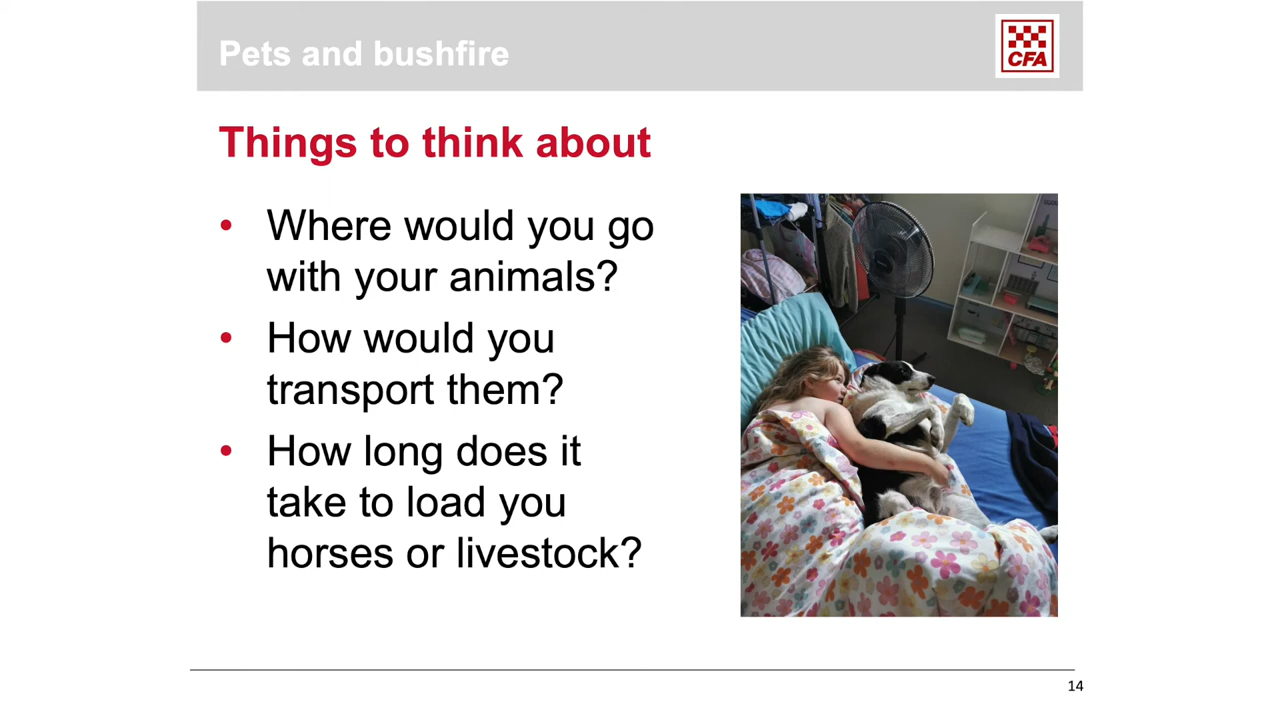 Pets and bushfire
CFA
Things to think about
• Where would you go
with your animals?
• How would you
transport them?
• How long does it
take to load you
horses or livestock?
14